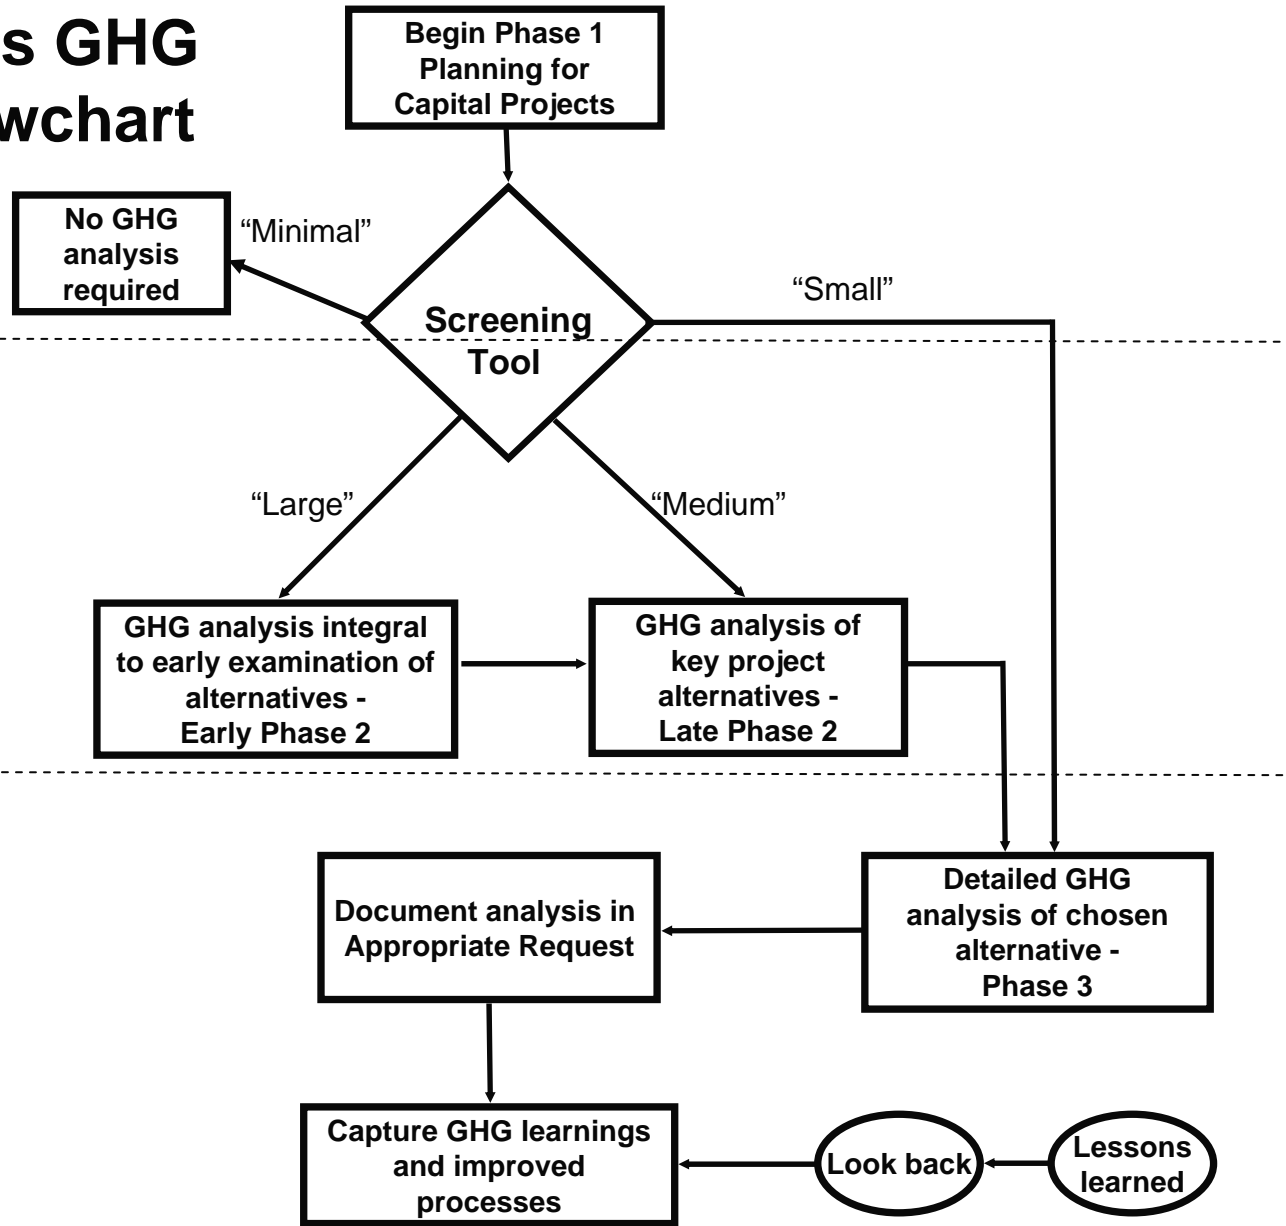 s GHG
wchart
Begin Phase 1
Planning for
Capital Projects
No GHG
analysis
required
“Minimal”
“Small”
Screening
Tool
“Large”
“Medium”
GHG analysis integral
to early examination of
alternatives -
Early Phase 2
GHG analysis of
key project
alternatives -
Late Phase 2
Document analysis in
Appropriate Request
Detailed GHG
analysis of chosen
alternative -
Phase 3
Capture GHG learnings
and improved
processes
Look back
Lessons
learned